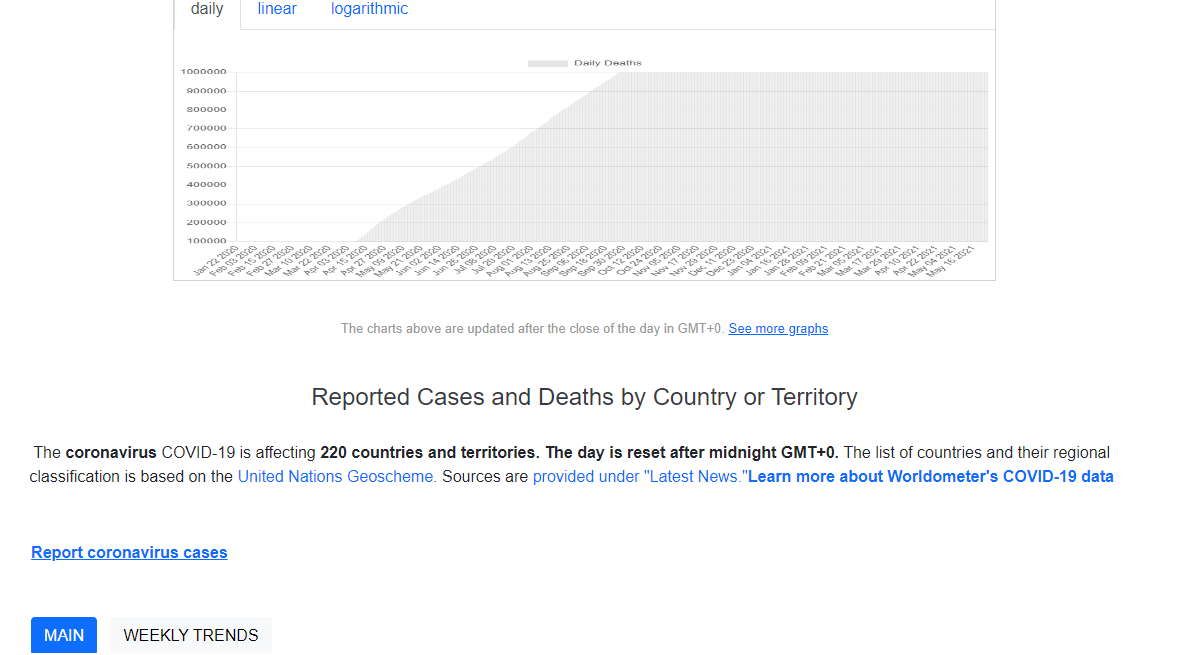 daily linear logarithmic
Daily Deaths
1000000
900000
800000
700000
600000
500000
400000
300000
200000
100000
Jan 22, 2020 Feb 03, 2020 Feb 15, 2020 Feb 27, 2020 Mar 10, 2020 Mar 22, 2020 Apr 03, 2020 Apr 15, 2020 Apr 27, 2020 May 09, 2020 May 21, 2020 Jun 02, 2020 Jun 14, 2020 Jun 26, 2020 Jul 08, 2020 Jul 20, 2020 Aug 01, 2020 Aug 13, 2020 Aug 25, 2020 Sep 06, 2020 Sep 18, 2020 Sep 30, 2020 Oct 12, 2020 Oct 24, 2020 Nov 05, 2020 Nov 17, 2020 Nov 29, 2020 Dec 11, 2020 Dec 23, 2020 Jan 04, 2021 Jan 16, 2021 Jan 28, 2021 Feb 09, 2021 Feb 21, 2021 Mar 05, 2021 Mar 17, 2021 Mar 29, 2021 Apr 10, 2021 Apr 22, 2021 May 04, 2021 May 16, 2021
The charts above are updated after the close of the day in GMT+0. See more graphs
Reported Cases and Deaths by Country or Territory
The coronavirus COVID-19 is affecting 220 countries and territories. The day is reset after midnight GMT+0. The list of countries and their regional
classification is based on the United Nations Geoscheme. Sources are provided under "Latest News."Learn more about Worldometer's COVID-19 data
Report coronavirus cases
MAIN WEEKLY TRENDS